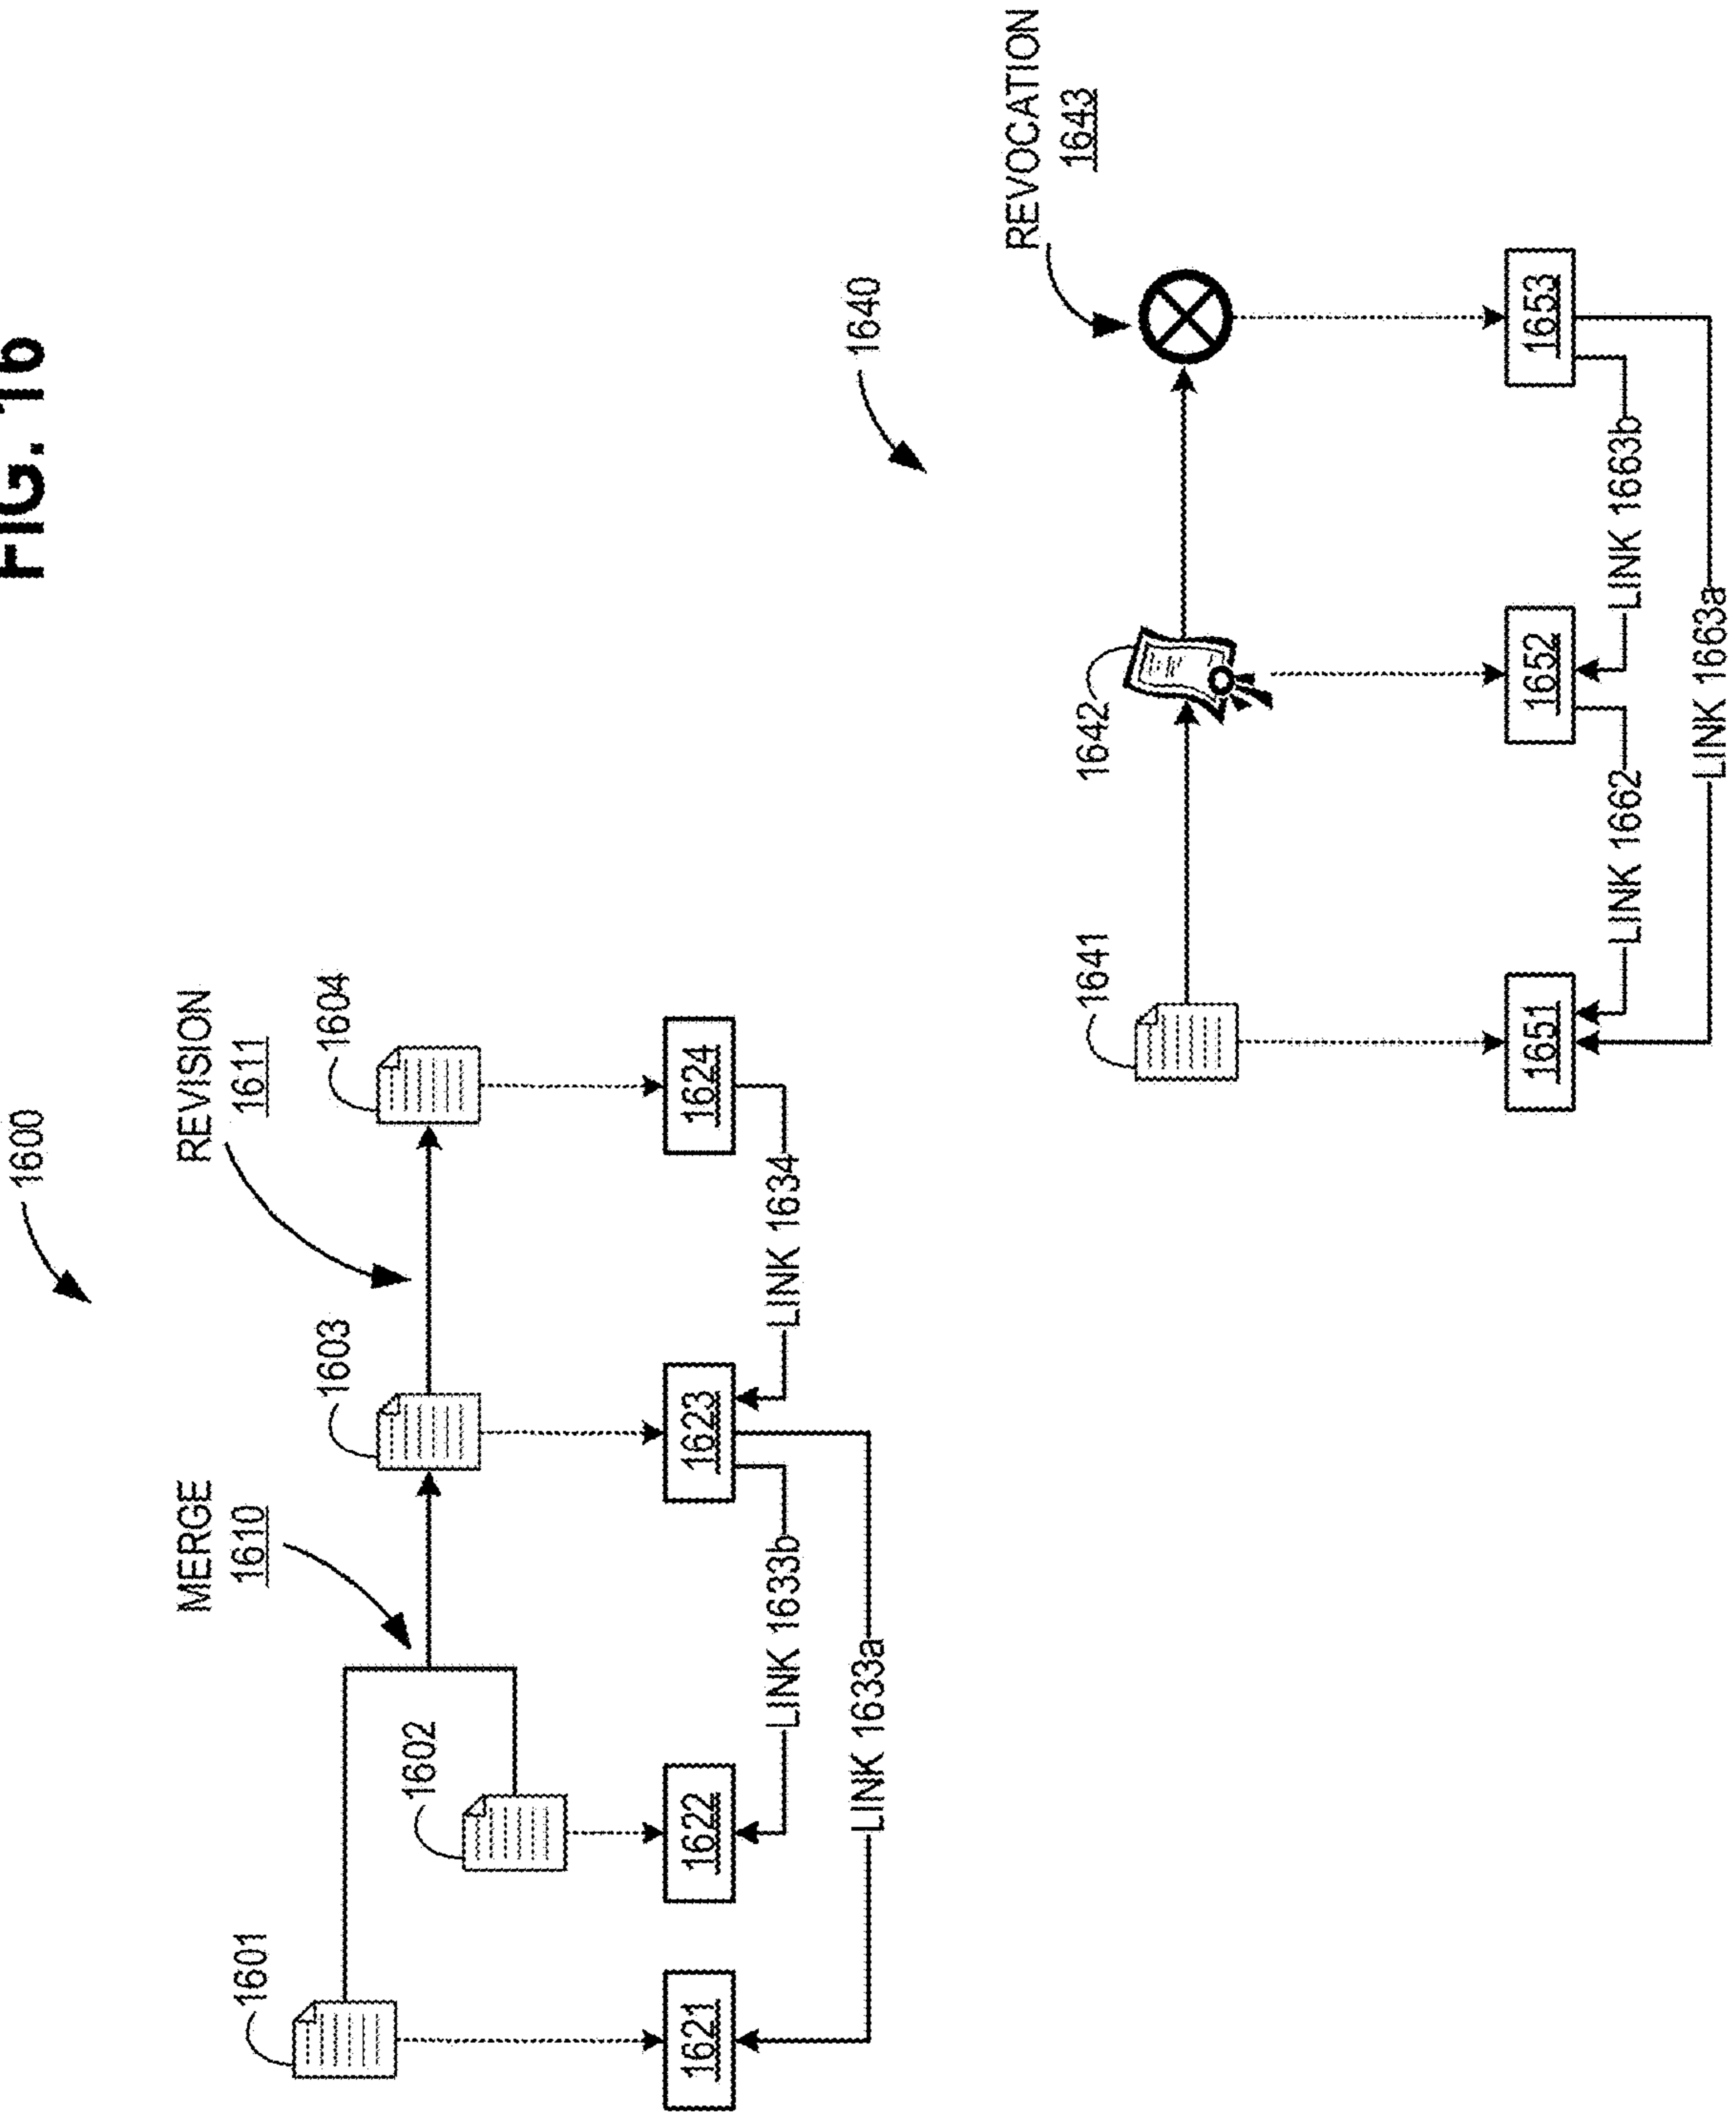 FIG. 16
1600
MERGE
1610
REVISION
1611
1601
1602
1603
1604
1621
1622
1623
1624
LINK 1633b
LINK 1634
LINK 1633a
1640
REVOCATION
1643
1641
1642
1651
1652
1653
LINK 1662
LINK 1663b
LINK 1663a